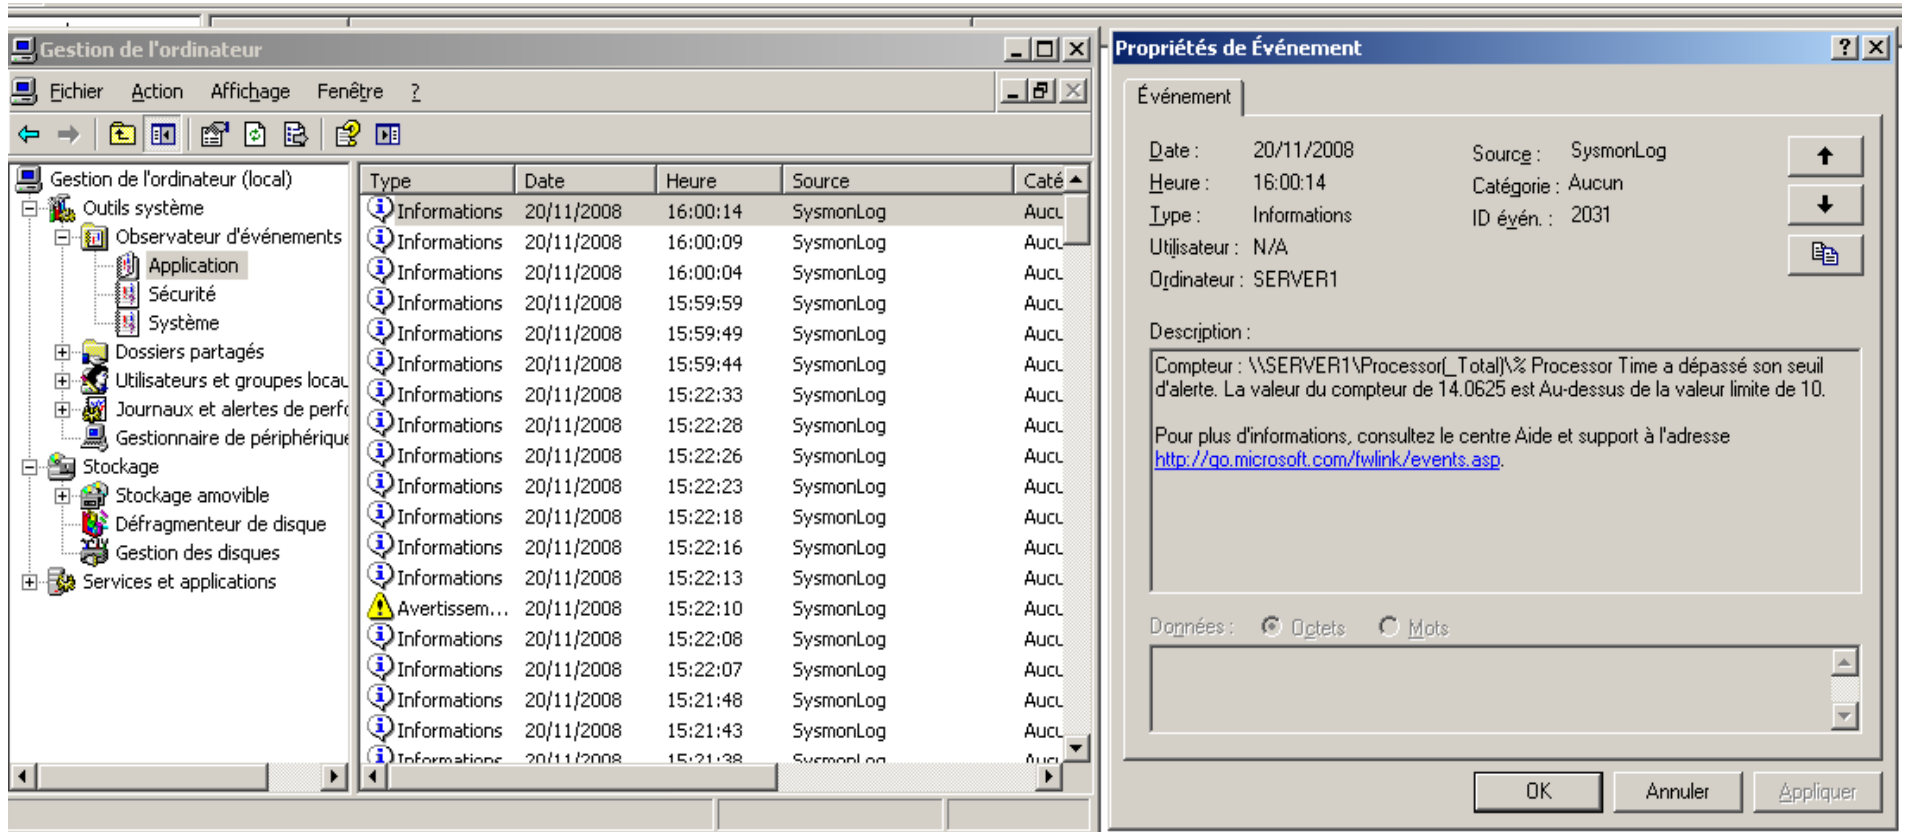 Gestion de l'ordinateur
Fichier Action Affichage Fenêtre ?
Gestion de l'ordinateur (local)
Outils système
Observateur d'événements
Application
Sécurité
Système
Dossiers partagés
Utilisateurs et groupes locau
Journaux et alertes de perfo
Gestionnaire de périphérique
Stockage
Stockage amovible
Défragmenteur de disque
Gestion des disques
Services et applications
Type Date Heure Source Caté
Informations 20/11/2008 16:00:14 SysmonLog Aucu
Informations 20/11/2008 16:00:09 SysmonLog Aucu
Informations 20/11/2008 16:00:04 SysmonLog Aucu
Informations 20/11/2008 15:59:59 SysmonLog Aucu
Informations 20/11/2008 15:59:49 SysmonLog Aucu
Informations 20/11/2008 15:59:44 SysmonLog Aucu
Informations 20/11/2008 15:22:33 SysmonLog Aucu
Informations 20/11/2008 15:22:28 SysmonLog Aucu
Informations 20/11/2008 15:22:26 SysmonLog Aucu
Informations 20/11/2008 15:22:23 SysmonLog Aucu
Informations 20/11/2008 15:22:18 SysmonLog Aucu
Informations 20/11/2008 15:22:16 SysmonLog Aucu
Informations 20/11/2008 15:22:13 SysmonLog Aucu
Avertissem... 20/11/2008 15:22:10 SysmonLog Aucu
Informations 20/11/2008 15:22:08 SysmonLog Aucu
Informations 20/11/2008 15:22:07 SysmonLog Aucu
Informations 20/11/2008 15:21:48 SysmonLog Aucu
Informations 20/11/2008 15:21:43 SysmonLog Aucu
Informations 20/11/2008 15:21:38 SysmonLog Aucu
Propriétés de Événement
Événement
Date : 20/11/2008 Source : SysmonLog
Heure : 16:00:14 Catégorie : Aucun
Type : Informations ID évén. : 2031
Utilisateur : N/A
Ordinateur : SERVER1
Description :
Compteur : \\SERVER1\Processor(_Total)\% Processor Time a dépassé son seuil
d'alerte. La valeur du compteur de 14.0625 est Au-dessus de la valeur limite de 10.
Pour plus d'informations, consultez le centre Aide et support à l'adresse
http://go.microsoft.com/fwlink/events.asp.
Données : Octets Mots
OK Annuler Appliquer